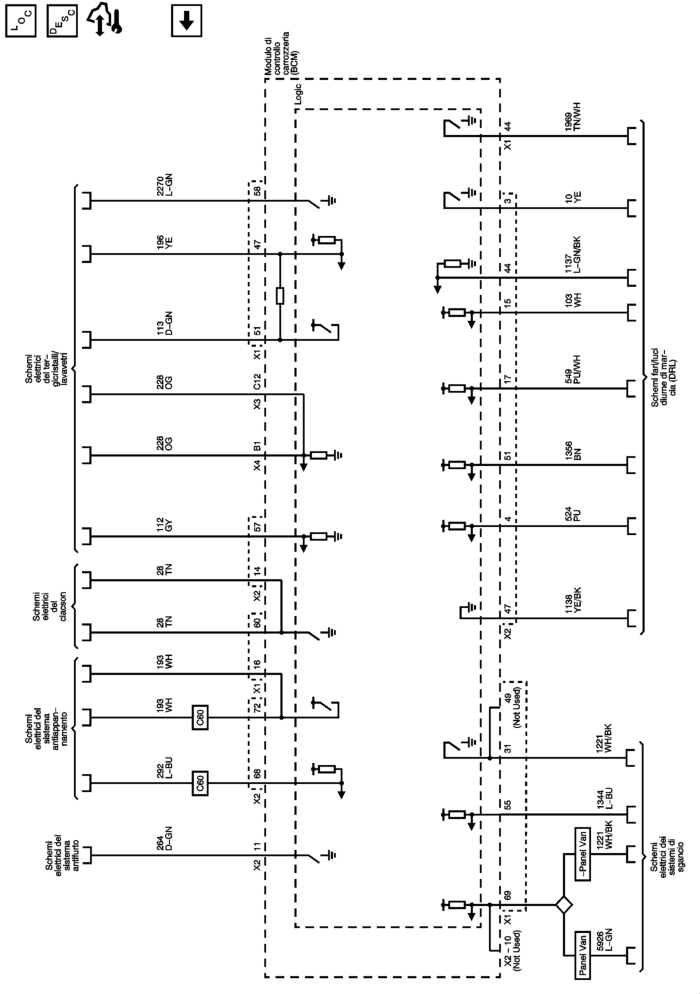 LOC
DESC
Modulo di
controllo
carrozzeria
(BCM)
Logic
Schemi
elettrici
dei ter-
gicristalli/
lavavetri
2270
L-GN
58
196
YE
47
113
D-GN
51
X1
228
OG
C12
X3
228
OG
B1
X4
112
GY
57
Schemi
elettrici
del
clacson
28
TN
14
X2
28
TN
60
Schemi
elettrici del
sistema
antiappan-
namento
193
WH
16
X1
193
WH
C60
72
292
L-BU
C60
68
X2
Schemi
elettrici del
sistema
antifurto
264
D-GN
11
X2
44
X1
1969
TN/WH
3
10
YE
44
1137
L-GN/BK
15
103
WH
17
549
PU/WH
51
1356
BN
4
524
PU
47
X2
1138
YE/BK
Schemi fari/luci
diurne di mar-
cia (DRL)
49
(Not Used)
31
1221
WH/BK
55
1344
L-BU
69
X1
X2 - 10
(Not Used)
-Panel Van
1221
WH/BK
Panel Van
5926
L-GN
Schemi
elettrici dei
sistemi di
sgancio